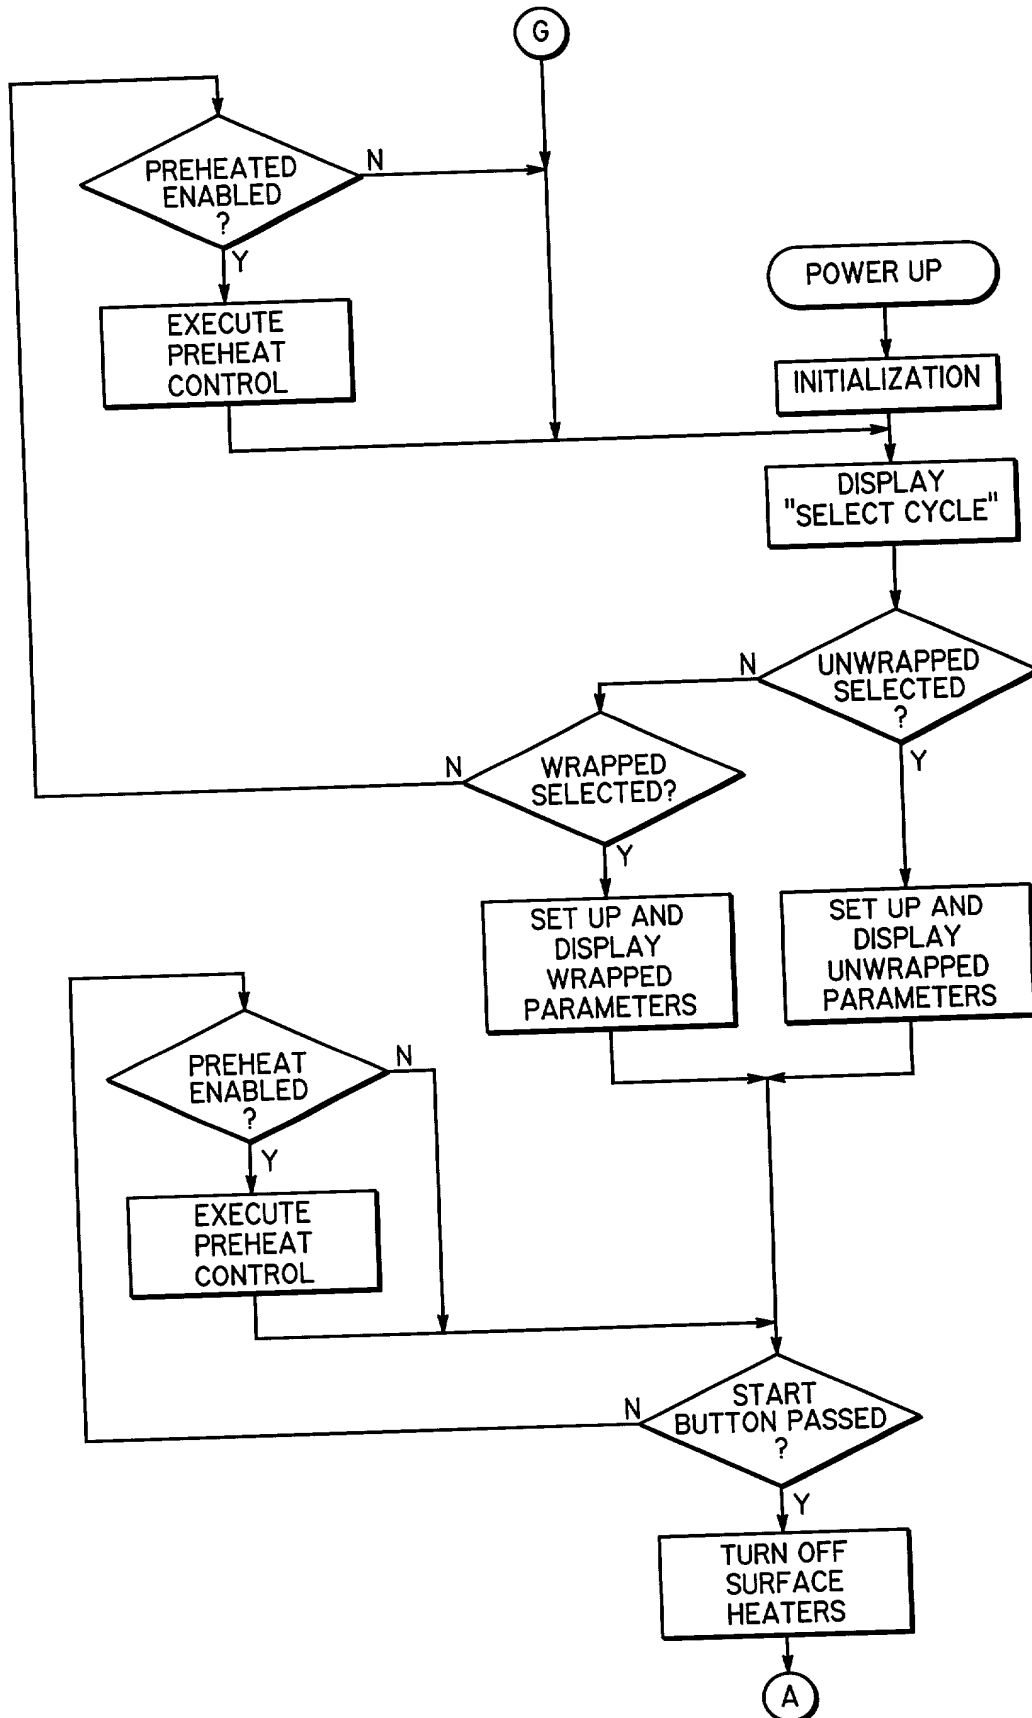 G
PREHEATED
ENABLED
?
N
Y
EXECUTE
PREHEAT
CONTROL
POWER UP
INITIALIZATION
DISPLAY
"SELECT CYCLE"
UNWRAPPED
SELECTED
?
N
Y
WRAPPED
SELECTED?
N
Y
SET UP AND
DISPLAY
WRAPPED
PARAMETERS
SET UP AND
DISPLAY
UNWRAPPED
PARAMETERS
PREHEAT
ENABLED
?
N
Y
EXECUTE
PREHEAT
CONTROL
START
BUTTON PASSED
?
N
Y
TURN OFF
SURFACE
HEATERS
A